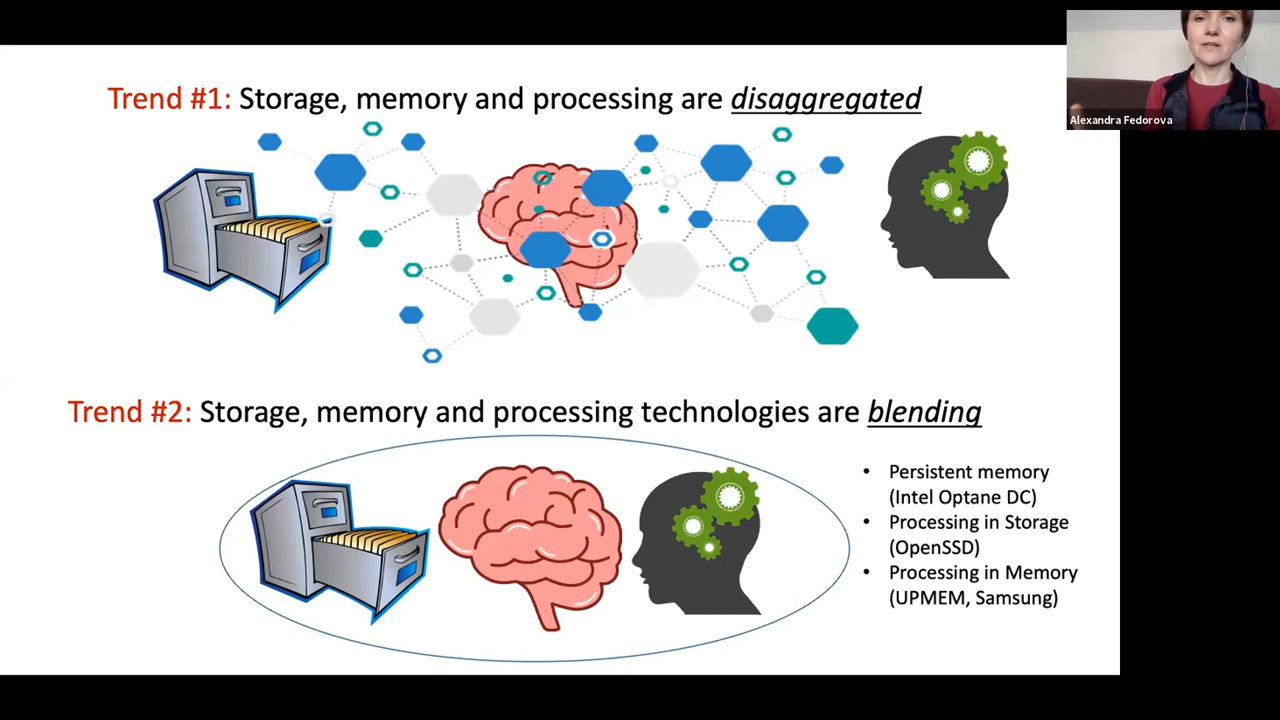 Trend #1: Storage, memory and processing are disaggregated
Alexandra Fedorova
Trend #2: Storage, memory and processing technologies are blending
• Persistent memory
(Intel Optane DC)
• Processing in Storage
(OpenSSD)
• Processing in Memory
(UPMEM, Samsung)